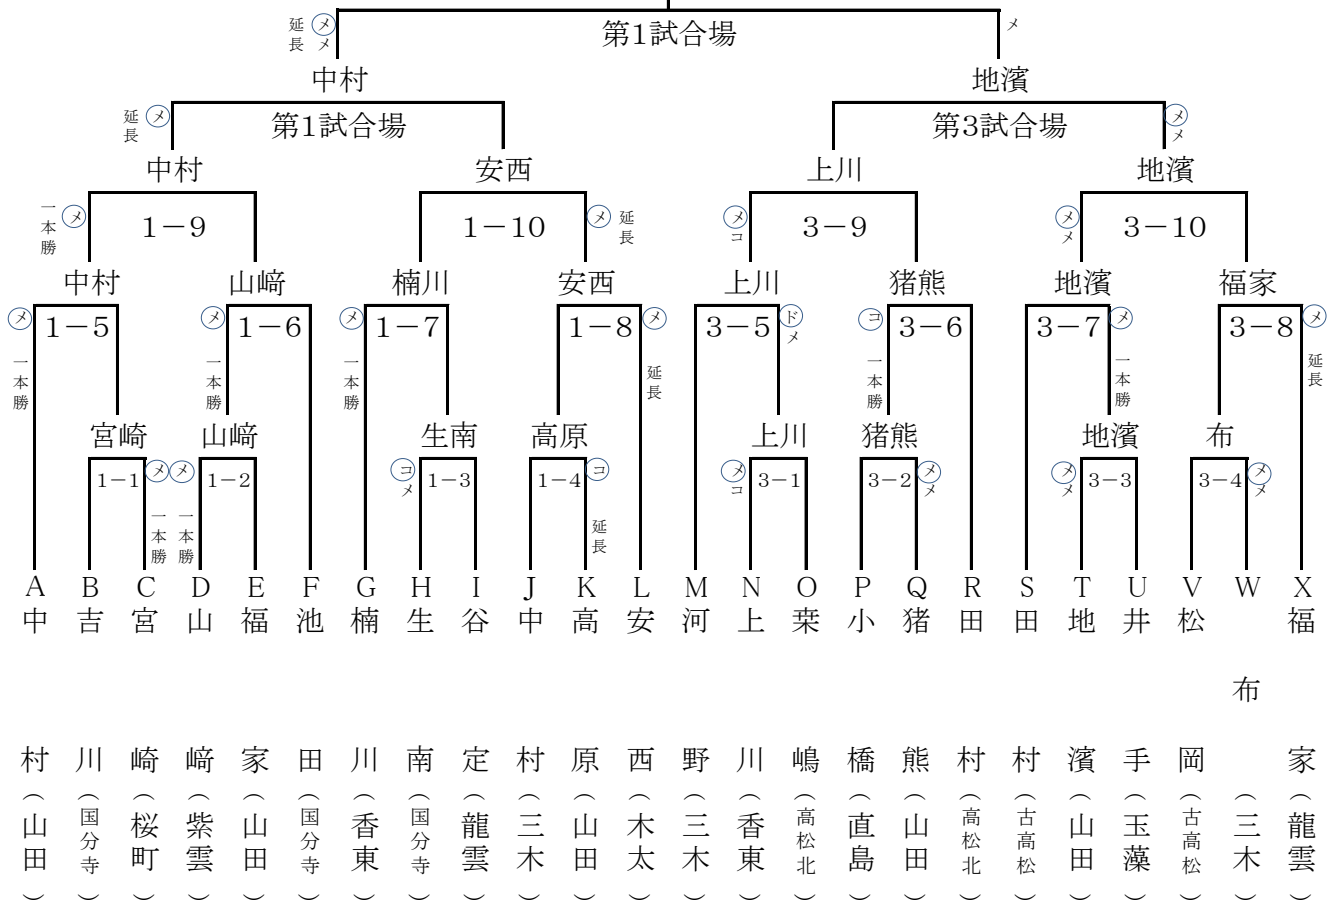 延長 メメ 第1試合場 メ
中村 地濱
延長 メ 第1試合場 第3試合場 メメ
中村 安西 上川 地濱
一本勝 メ 1－9 1－10 メ 延長 メコ 3－9 メメ 3－10
中村 山﨑 楠川 安西 上川 猪熊 地濱 福家
メ 1－5 メ 1－6 メ 1－7 1－8 メ 3－5 ドメ コ 3－6 3－7 メ 3－8 メ
一本勝 一本勝 一本勝 延長 一本勝 一本勝 延長
宮崎 山﨑 生南 高原 上川 猪熊 地濱 布
1－1 メ メ 1－2 コメ 1－3 1－4 コ メコ 3－1 3－2 メメ メメ 3－3 3－4 メメ
一本勝 一本勝 延長
A B C D E F G H I J K L M N O P Q R S T U V W X
中村（山田）
吉川（国分寺）
宮崎（桜町）
山﨑（紫雲）
福家（山田）
池田（国分寺）
楠川（香東）
生南（国分寺）
谷定（龍雲）
中村（三木）
高原（山田）
安西（木太）
河野（三木）
上川（香東）
栞嶋（高松北）
小橋（直島）
猪熊（山田）
田村（高松北）
田村（古高松）
地濱（山田）
井手（玉藻）
松岡（古高松）
布（三木）
福家（龍雲）